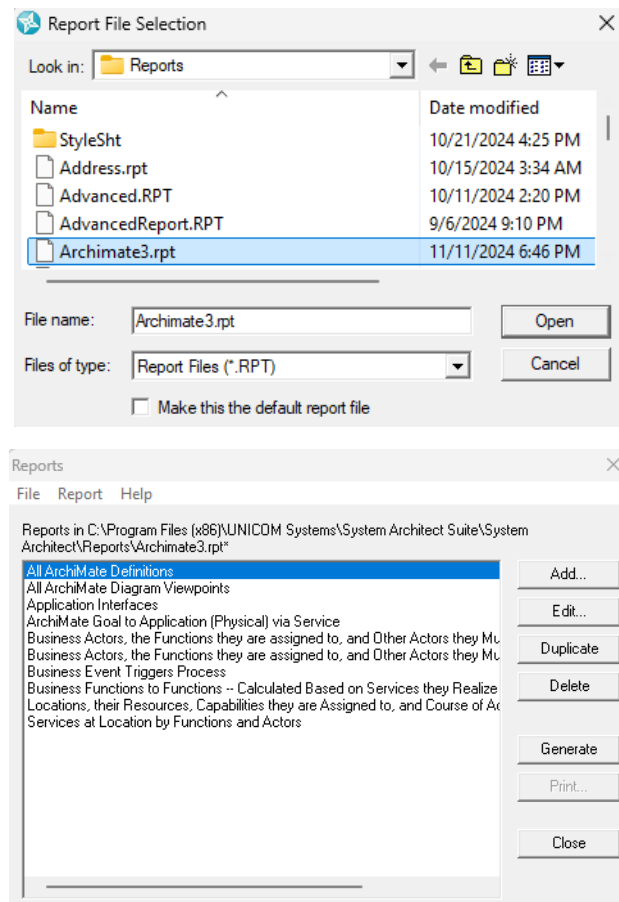 Report File Selection
Look in: Reports
Name Date modified
StyleSht 10/21/2024 4:25 PM
Address.rpt 10/15/2024 3:34 AM
Advanced.RPT 10/11/2024 2:20 PM
AdvancedReport.RPT 9/6/2024 9:10 PM
Archimate3.rpt 11/11/2024 6:46 PM
File name: Archimate3.rpt Open
Files of type: Report Files (*.RPT) Cancel
Make this the default report file
Reports
File Report Help
Reports in C:\Program Files (x86)\UNICOM Systems\System Architect Suite\System
Architect\Reports\Archimate3.rpt*
All ArchiMate Definitions
All ArchiMate Diagram Viewpoints
Application Interfaces
ArchiMate Goal to Application (Physical) via Service
Business Actors, the Functions they are assigned to, and Other Actors they Mu
Business Actors, the Functions they are assigned to, and Other Actors they Mu
Business Event Triggers Process
Business Functions to Functions -- Calculated Based on Services they Realize
Locations, their Resources, Capabilities they are Assigned to, and Course of Ac
Services at Location by Functions and Actors
Add...
Edit...
Duplicate
Delete
Generate
Print...
Close